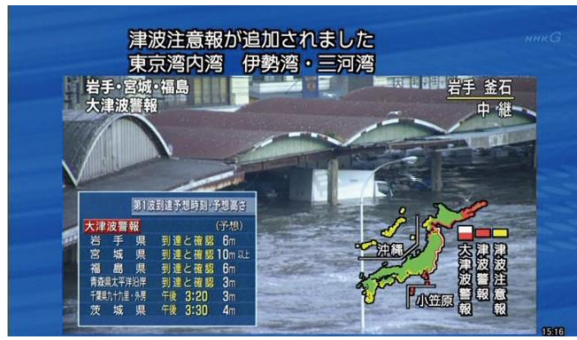 津波注意報が追加されました
東京湾内湾　伊勢湾・三河湾
NHK G
岩手・宮城・福島
大津波警報
岩手 釜石
中継
第1波到達予想時刻・予想高さ
大津波警報 (予想)
岩手県 到達と確認 6m
宮城県 到達と確認 10m以上
福島県 到達と確認 6m
青森県太平洋沿岸 到達と確認 3m
千葉県九十九里・外房 午後 3:20 3m
茨城県 午後 3:30 4m
沖縄
小笠原
大津波警報
津波警報
津波注意報
15:16